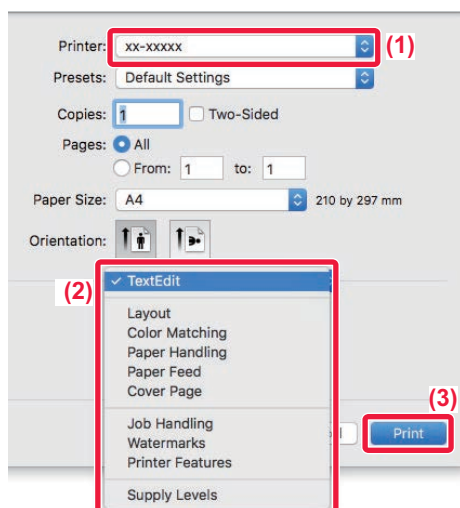 Printer: xx-xxxxx (1)
Presets: Default Settings
Copies: 1 Two-Sided
Pages: All
From: 1 to: 1
Paper Size: A4 210 by 297 mm
Orientation:
(2) ✓ TextEdit
Layout
Color Matching
Paper Handling
Paper Feed
Cover Page
(3)
Job Handling
Print
Watermarks
Printer Features
Supply Levels